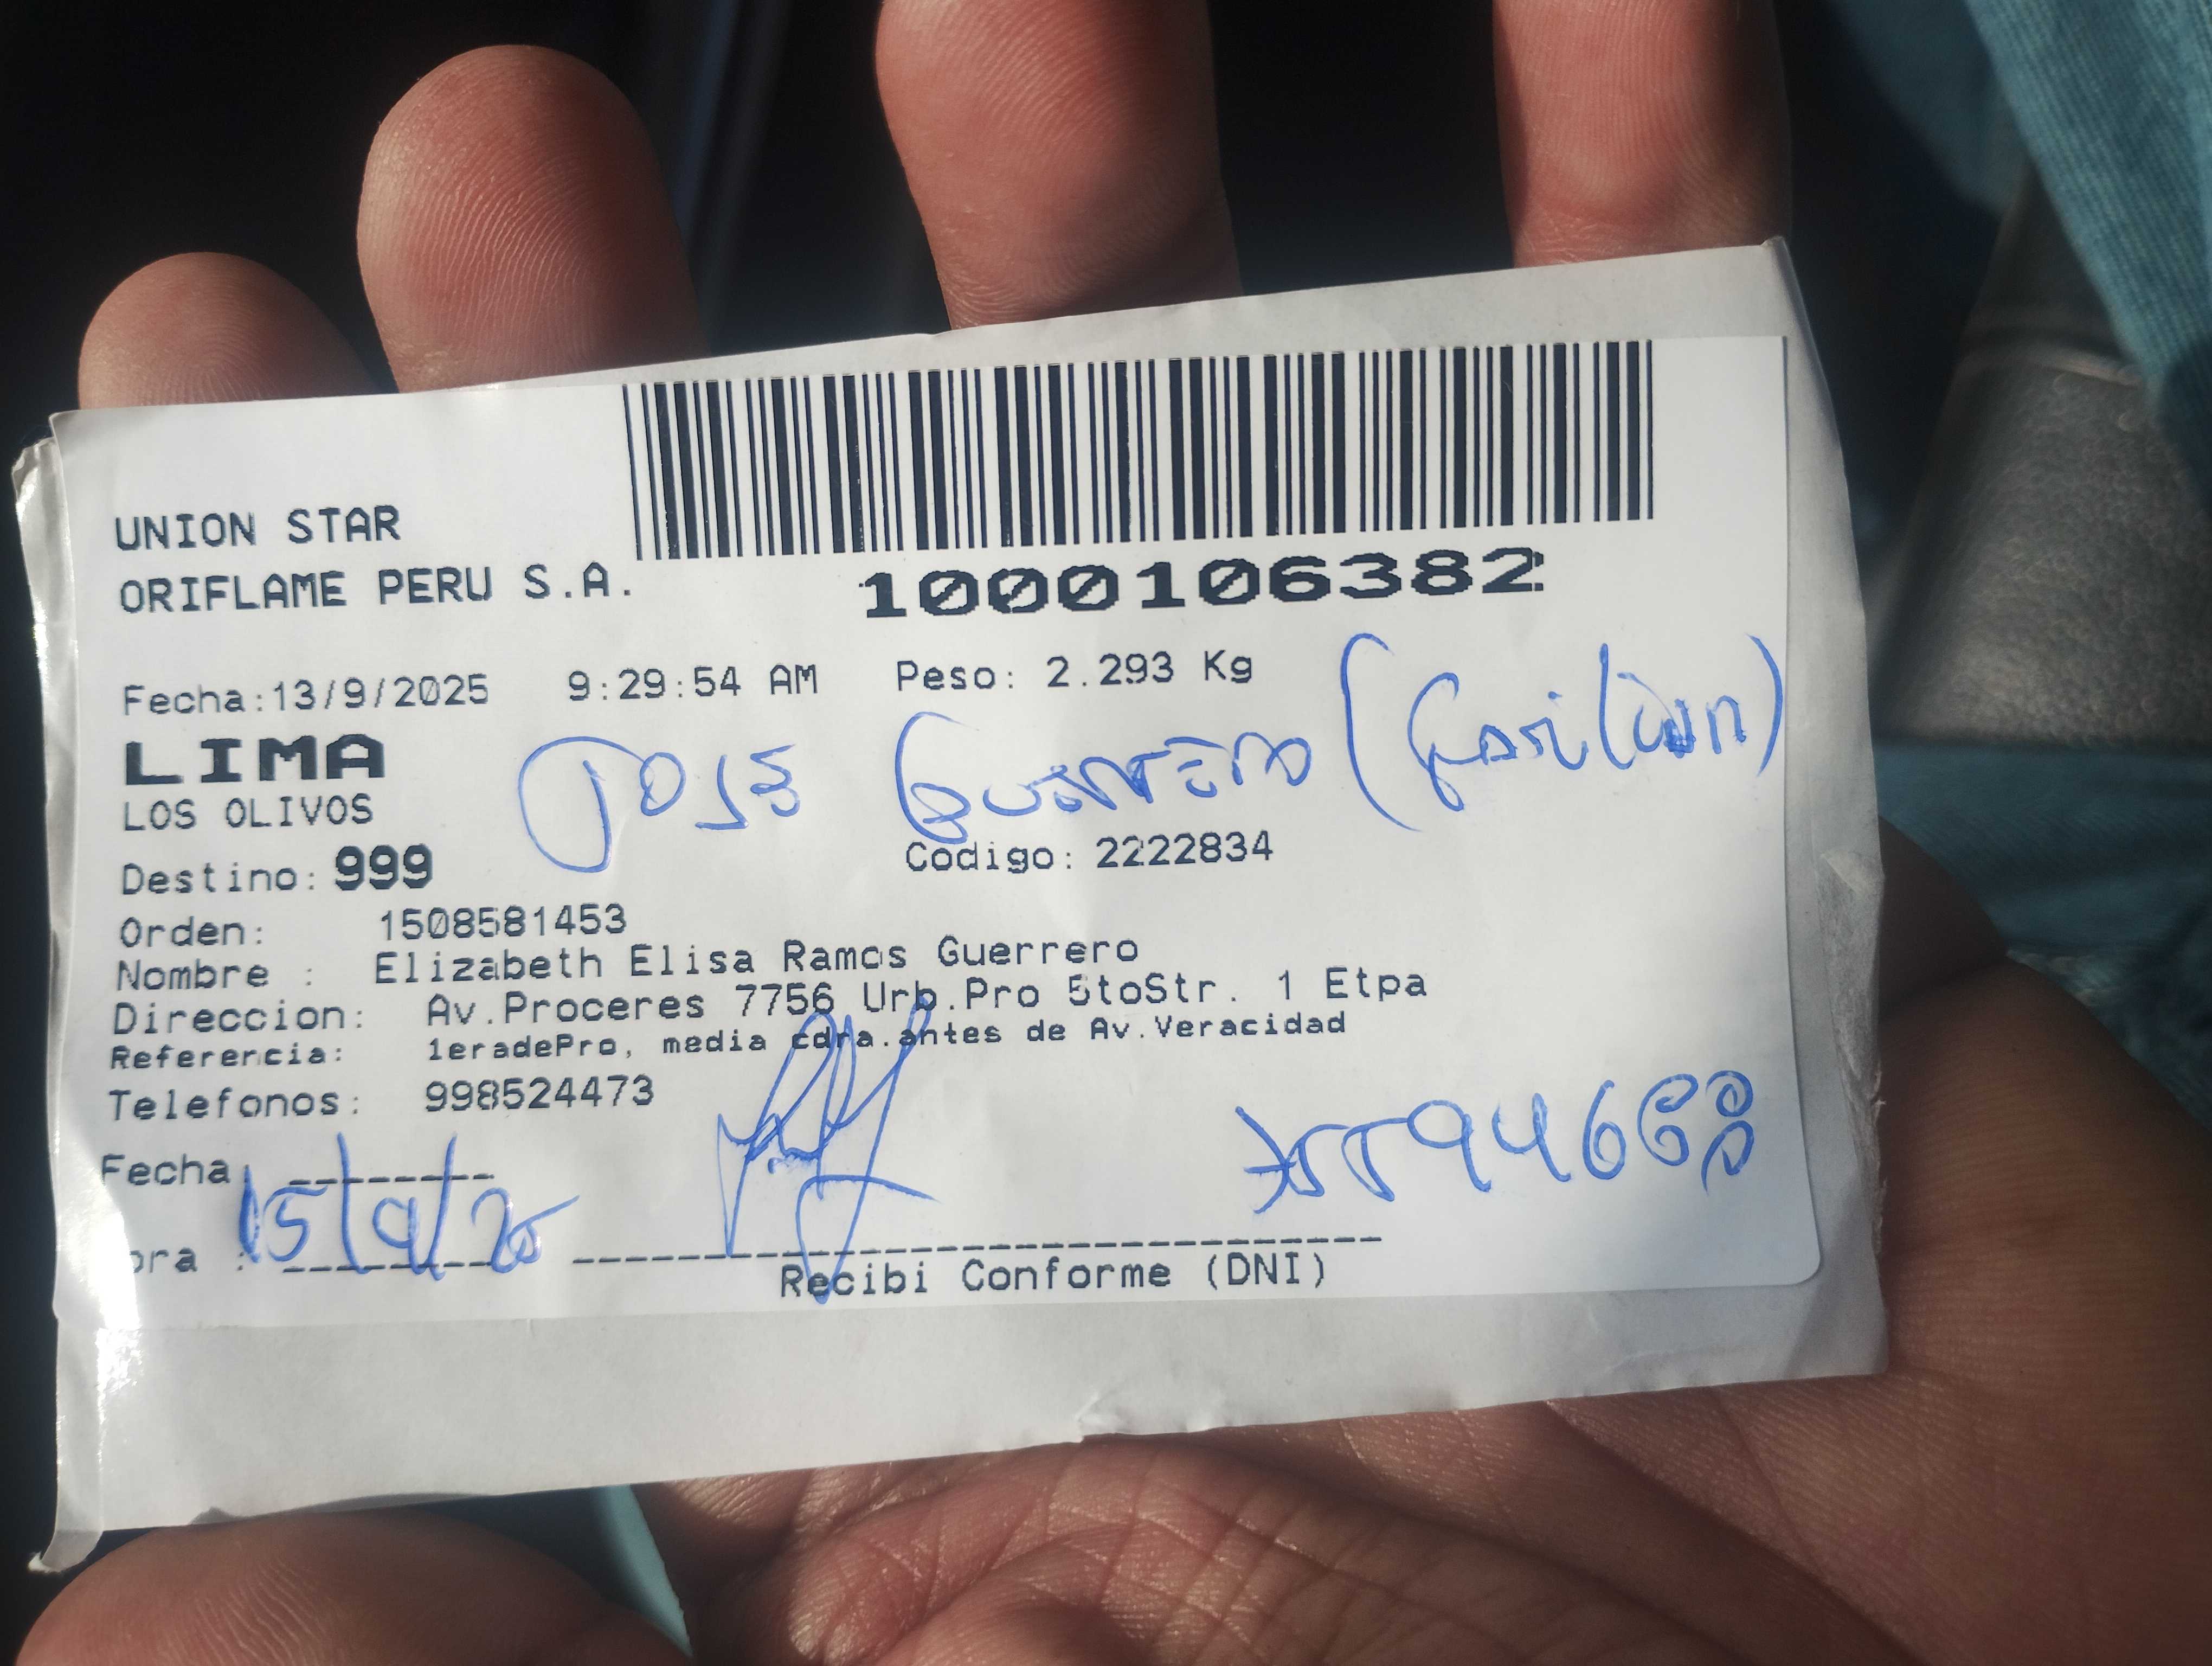 UNION STAR
ORIFLAME PERU S.A.
1000106382
Fecha:13/9/2025 9:29:54 AM Peso: 2.293 Kg
LIMA
LOS OLIVOS
JOSE
Destino: 999 Codigo: 2222834
Orden: 1508581453
Nombre : Elizabeth Elisa Ramos Guerrero
Direccion: Av.Proceres 7756 Urb.Pro 5toStr. 1 Etpa
Referencia: 1eradePro, media cdra.antes de Av.Veracidad
Telefonos: 998524473
Fecha
15/9/25
ora :
Recibi Conforme (DNI)